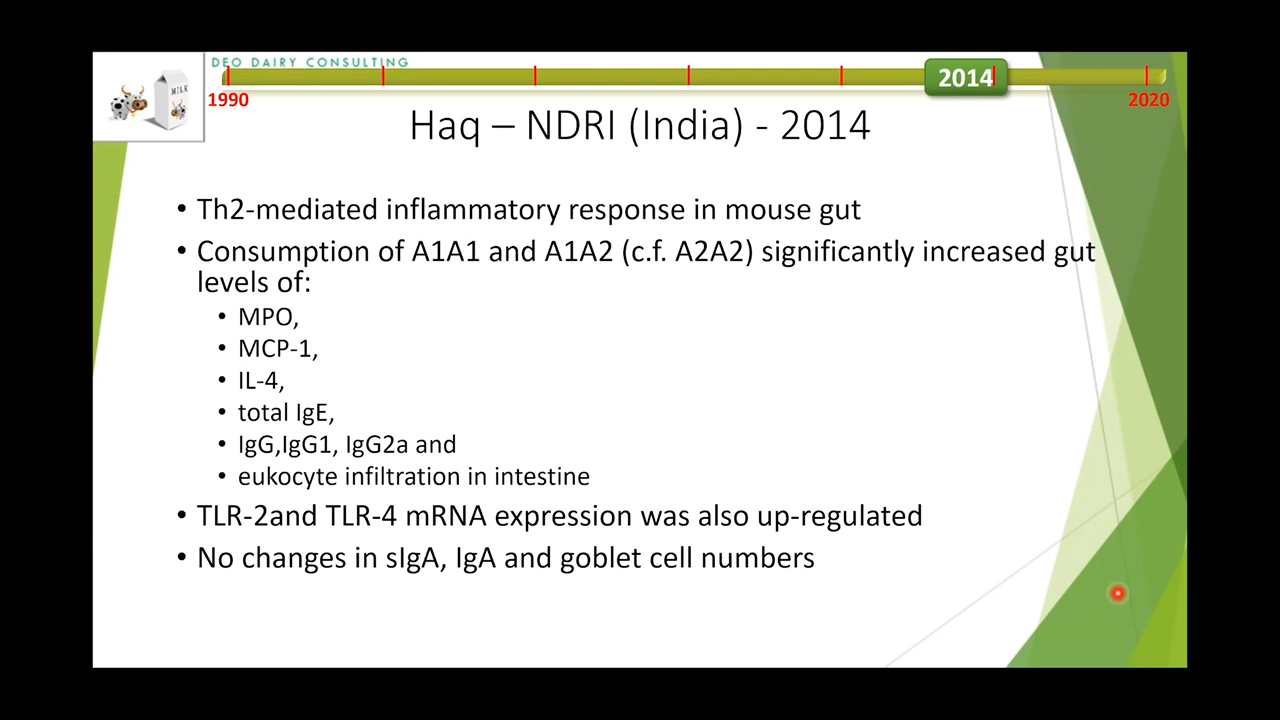 DEO DAIRY CONSULTING
MILK
2014
1990
2020
Haq – NDRI (India) - 2014
• Th2-mediated inflammatory response in mouse gut
• Consumption of A1A1 and A1A2 (c.f. A2A2) significantly increased gut
levels of:
• MPO,
• MCP-1,
• IL-4,
• total IgE,
• IgG,IgG1, IgG2a and
• eukocyte infiltration in intestine
• TLR-2and TLR-4 mRNA expression was also up-regulated
• No changes in sIgA, IgA and goblet cell numbers